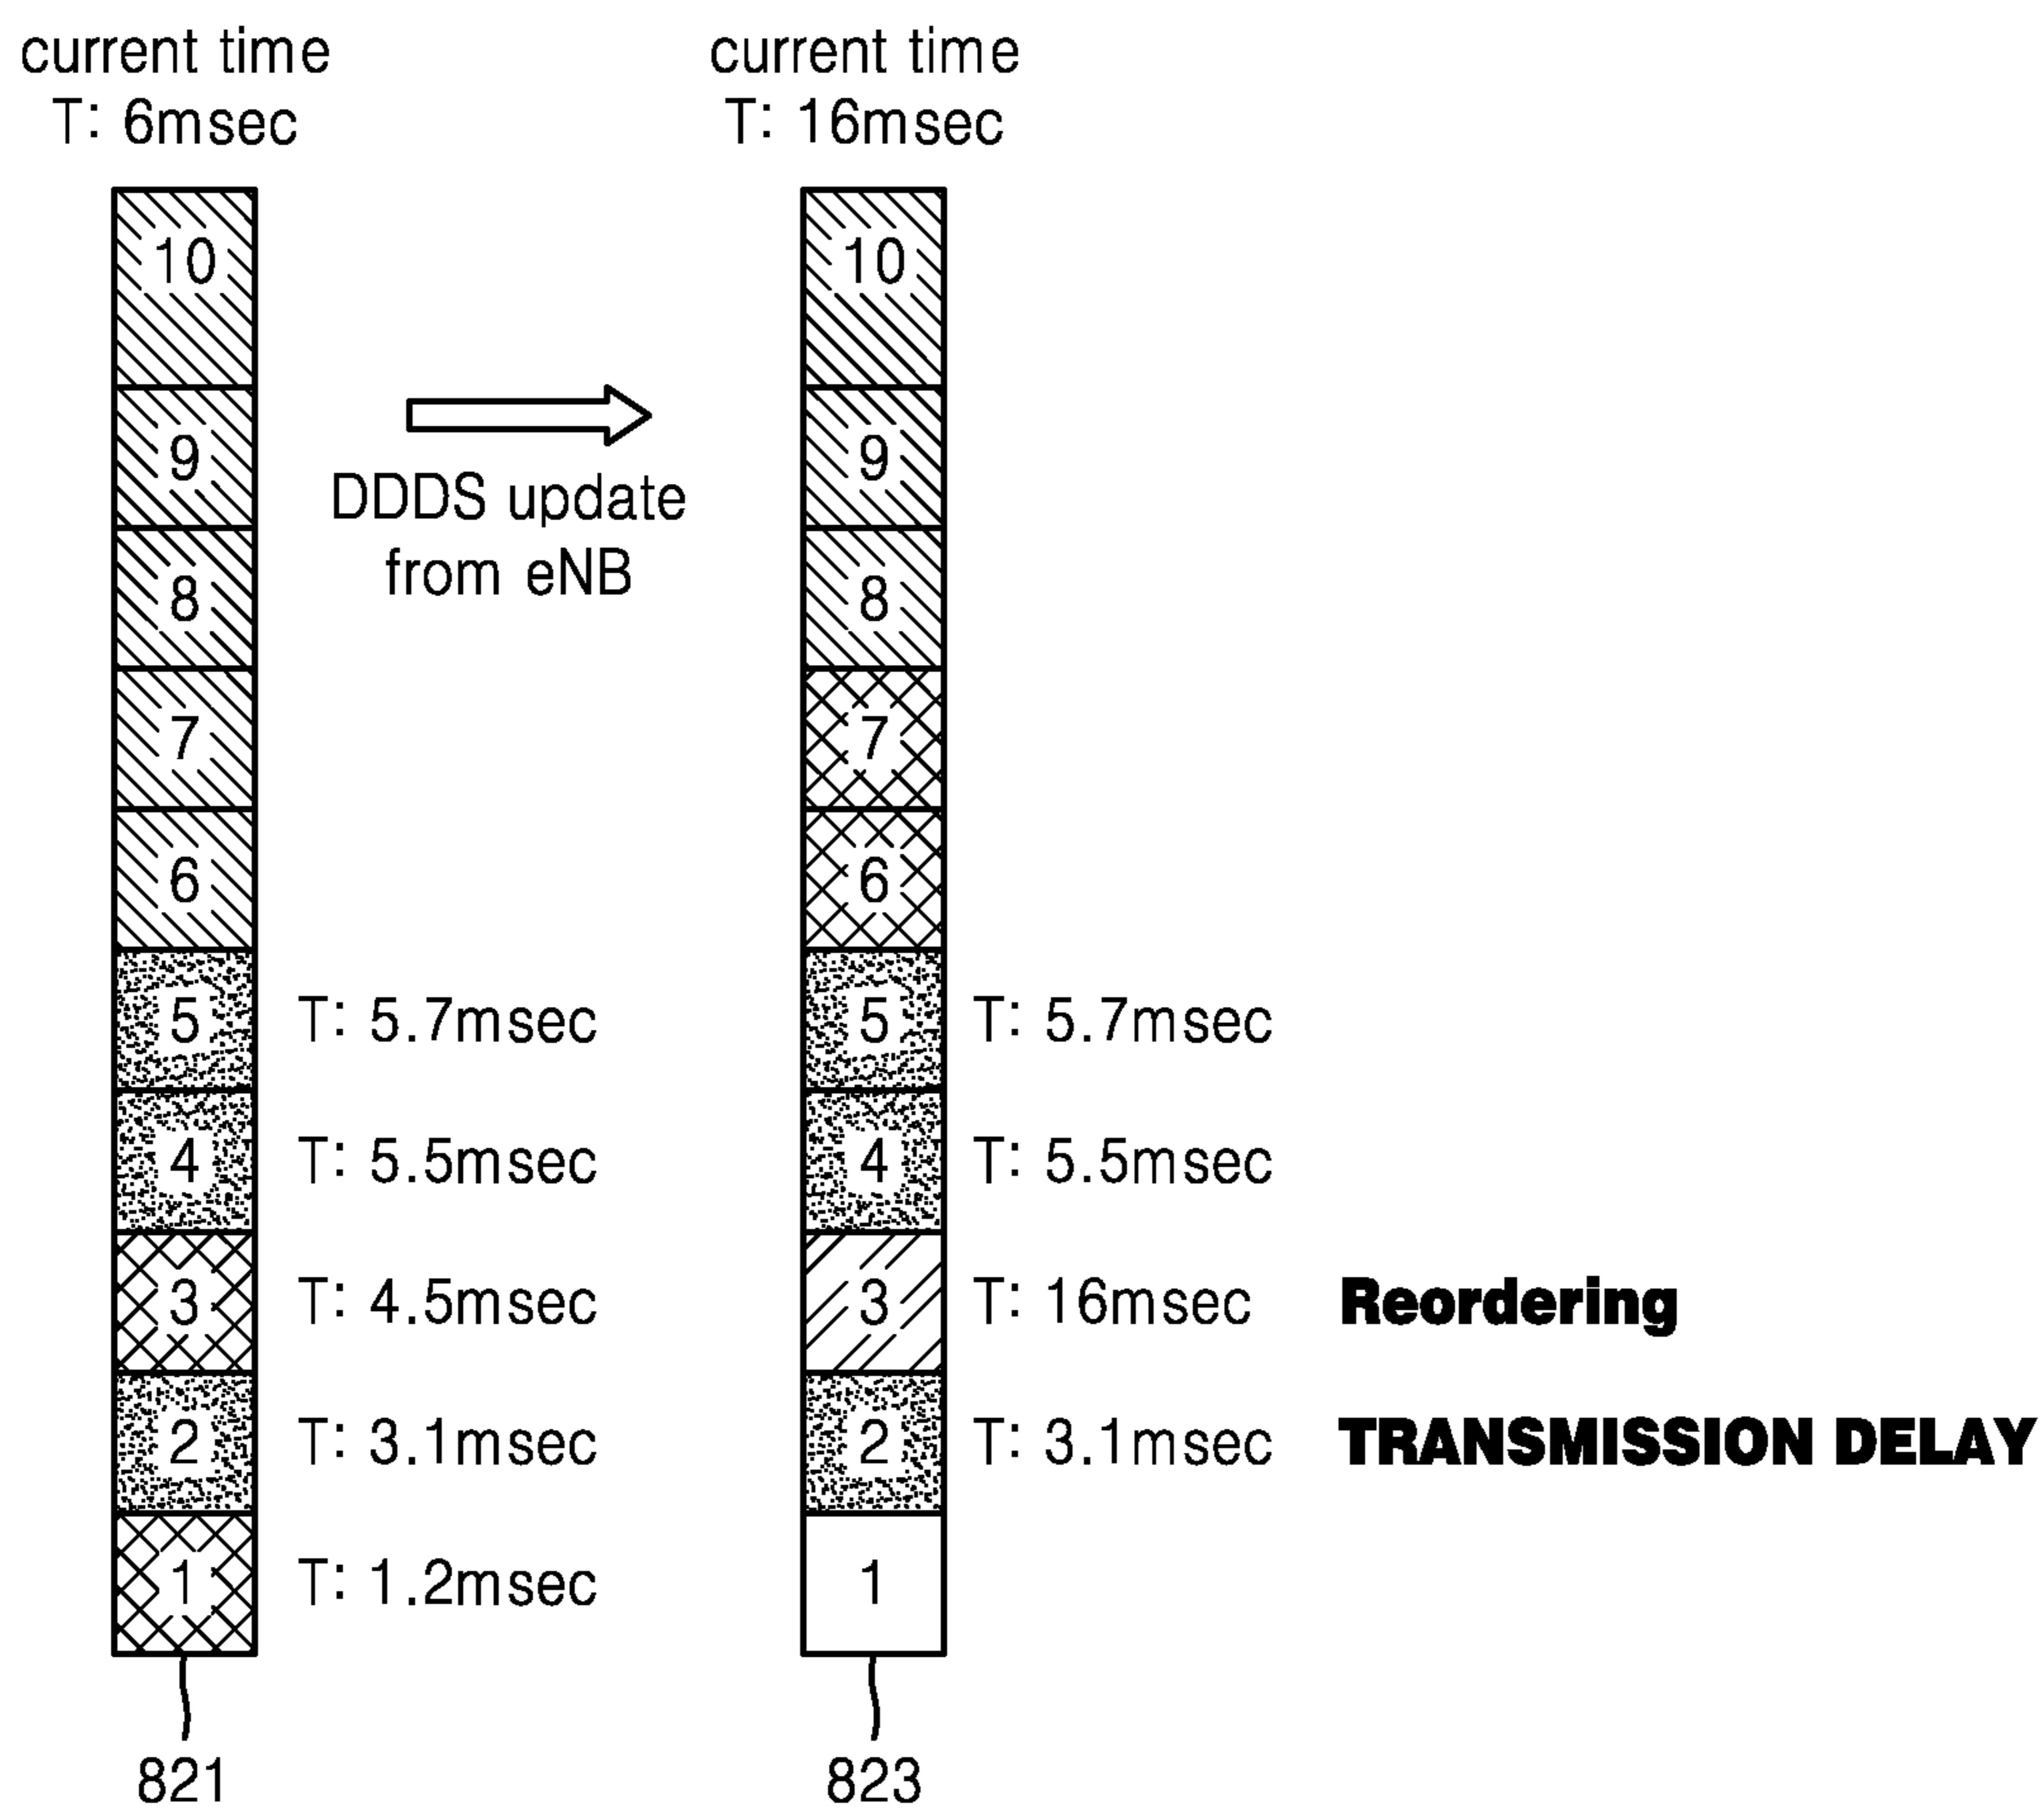 current time
T: 6msec
10
9
8
7
6
5 T: 5.7msec
4 T: 5.5msec
3 T: 4.5msec
2 T: 3.1msec
1 T: 1.2msec
821
DDDS update
from eNB
current time
T: 16msec
10
9
8
7
6
5 T: 5.7msec
4 T: 5.5msec
3 T: 16msec Reordering
2 T: 3.1msec TRANSMISSION DELAY
1
823